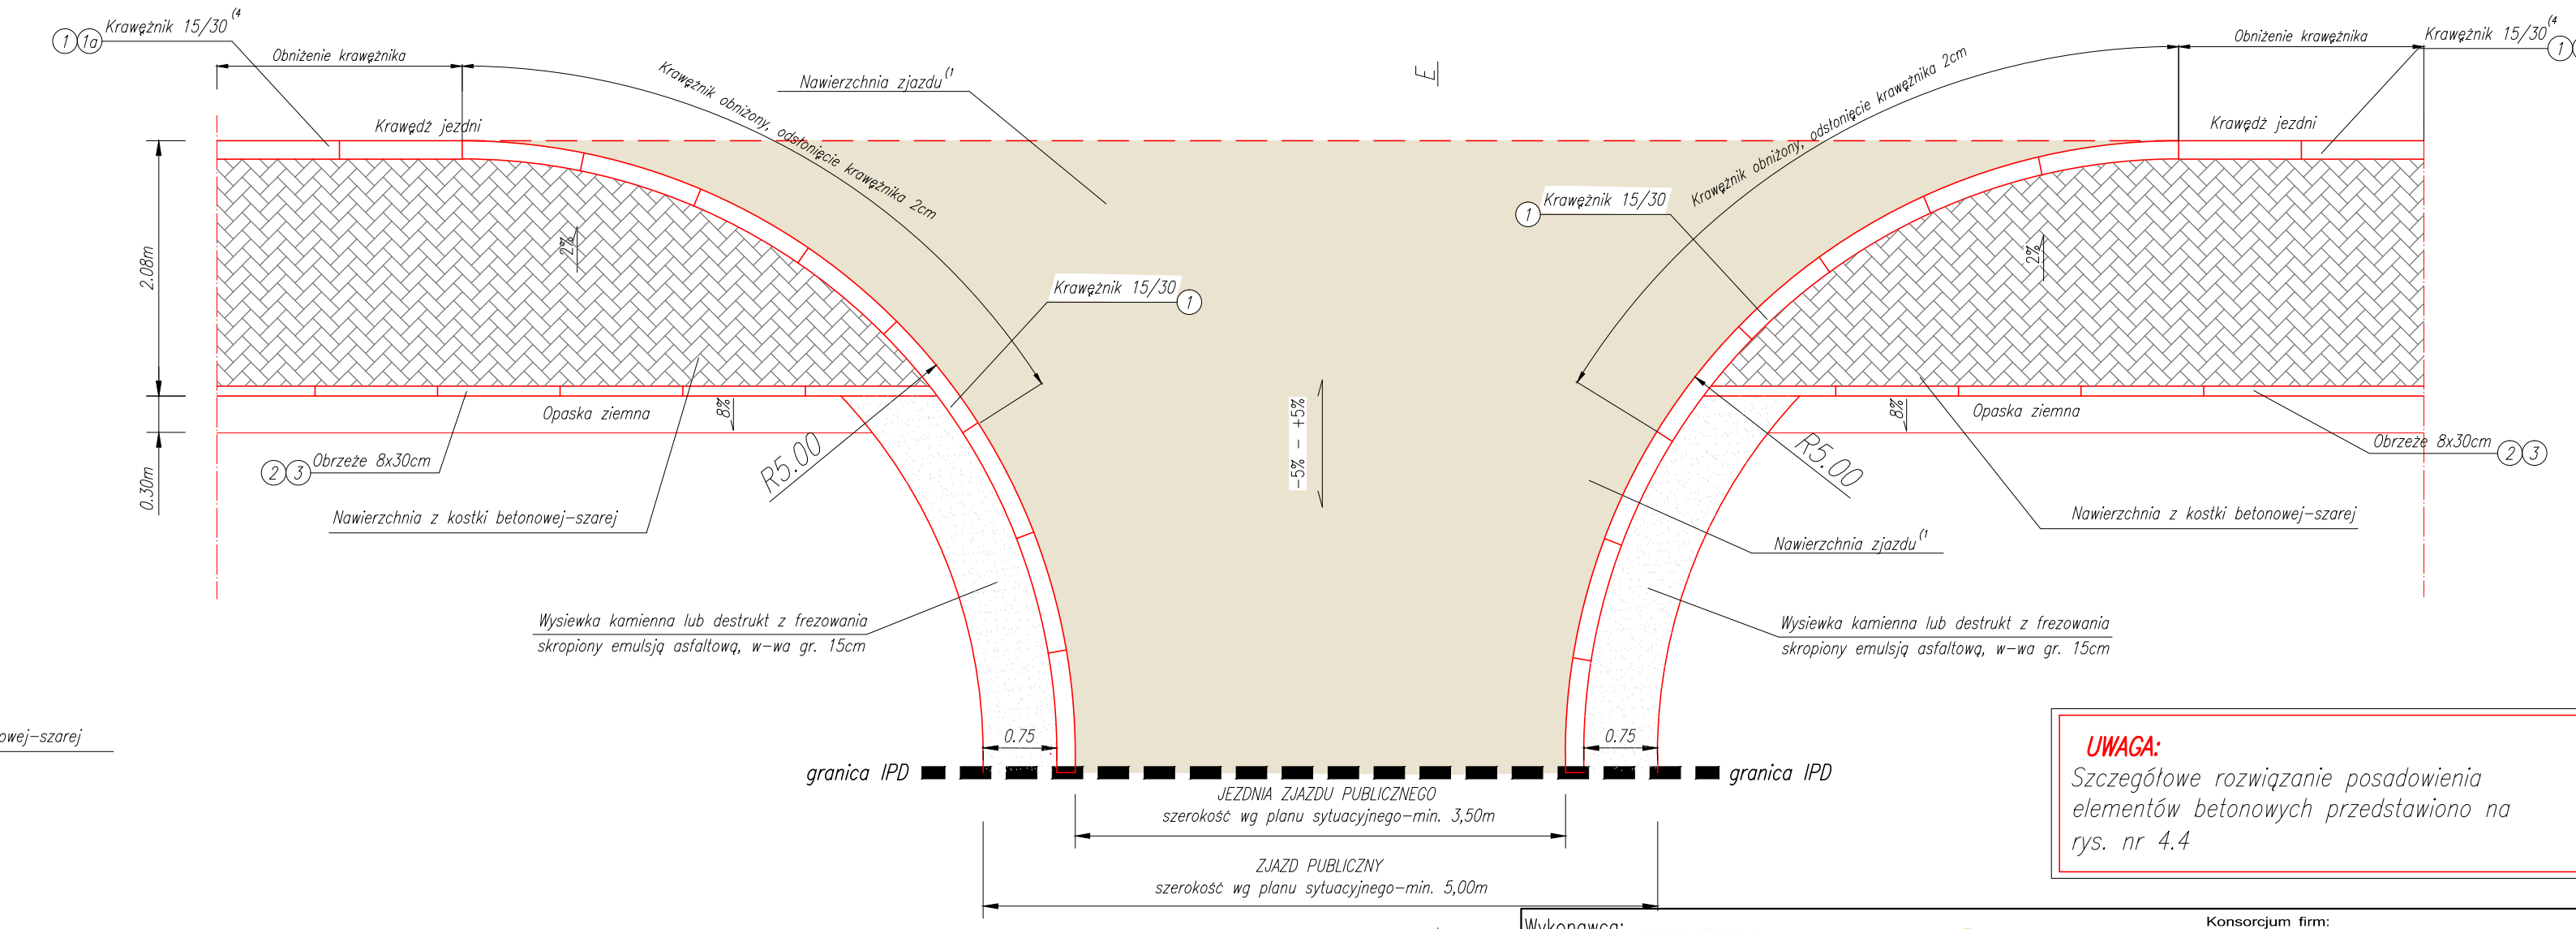 Krawężnik 15/30 (4
1 1a
Obniżenie krawężnika
Krawężnik obniżony, odsłonięcie krawężnika 2cm
Nawierzchnia zjazdu (1
E
Krawężnik obniżony, odsłonięcie krawężnika 2cm
Obniżenie krawężnika
Krawężnik 15/30 (4
1
Krawędź jezdni
Krawędź jezdni
2.08m
2%
Krawężnik 15/30
1
1
Krawężnik 15/30
2%
Opaska ziemna
8%
-5% - +5%
8%
Opaska ziemna
0.30m
2 3
Obrzeże 8x30cm
R5.00
R5.00
Obrzeże 8x30cm
2 3
Nawierzchnia z kostki betonowej-szarej
Nawierzchnia z kostki betonowej-szarej
Nawierzchnia zjazdu (1
Wysiewka kamienna lub destrukt z frezowania
skropiony emulsją asfaltową, w-wa gr. 15cm
Wysiewka kamienna lub destrukt z frezowania
skropiony emulsją asfaltową, w-wa gr. 15cm
owej-szarej
0.75
0.75
granica IPD
granica IPD
JEZDNIA ZJAZDU PUBLICZNEGO
szerokość wg planu sytuacyjnego-min. 3,50m
ZJAZD PUBLICZNY
szerokość wg planu sytuacyjnego-min. 5,00m
UWAGA:
Szczegółowe rozwiązanie posadowienia
elementów betonowych przedstawiono na
rys. nr 4.4
Wykonawca:
Konsorcjum firm: